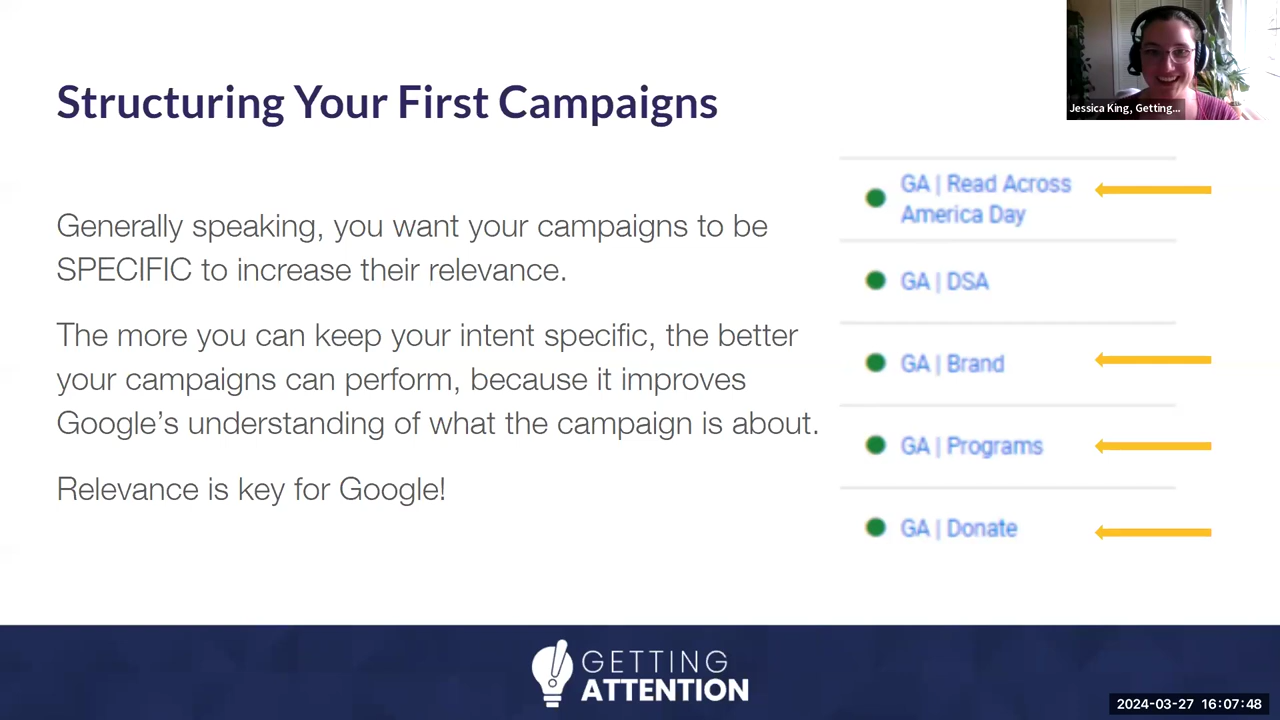 Structuring Your First Campaigns
Jessica King, Getting...
Generally speaking, you want your campaigns to be
SPECIFIC to increase their relevance.
The more you can keep your intent specific, the better
your campaigns can perform, because it improves
Google's understanding of what the campaign is about.
Relevance is key for Google!
GA | Read Across
America Day
GA | DSA
GA | Brand
GA | Programs
GA | Donate
GETTING
ATTENTION
2024-03-27 16:07:48